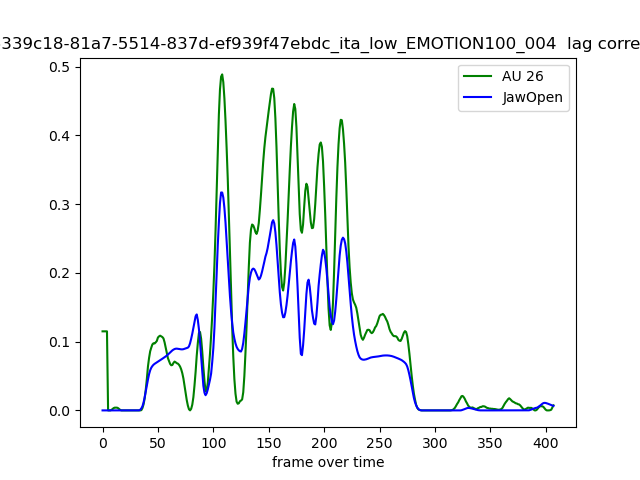 339c18-81a7-5514-837d-ef939f47ebdc_ita_low_EMOTION100_004 lag corre
AU 26
JawOpen
0.5
0.4
0.3
0.2
0.1
0.0
0 50 100 150 200 250 300 350 400
frame over time